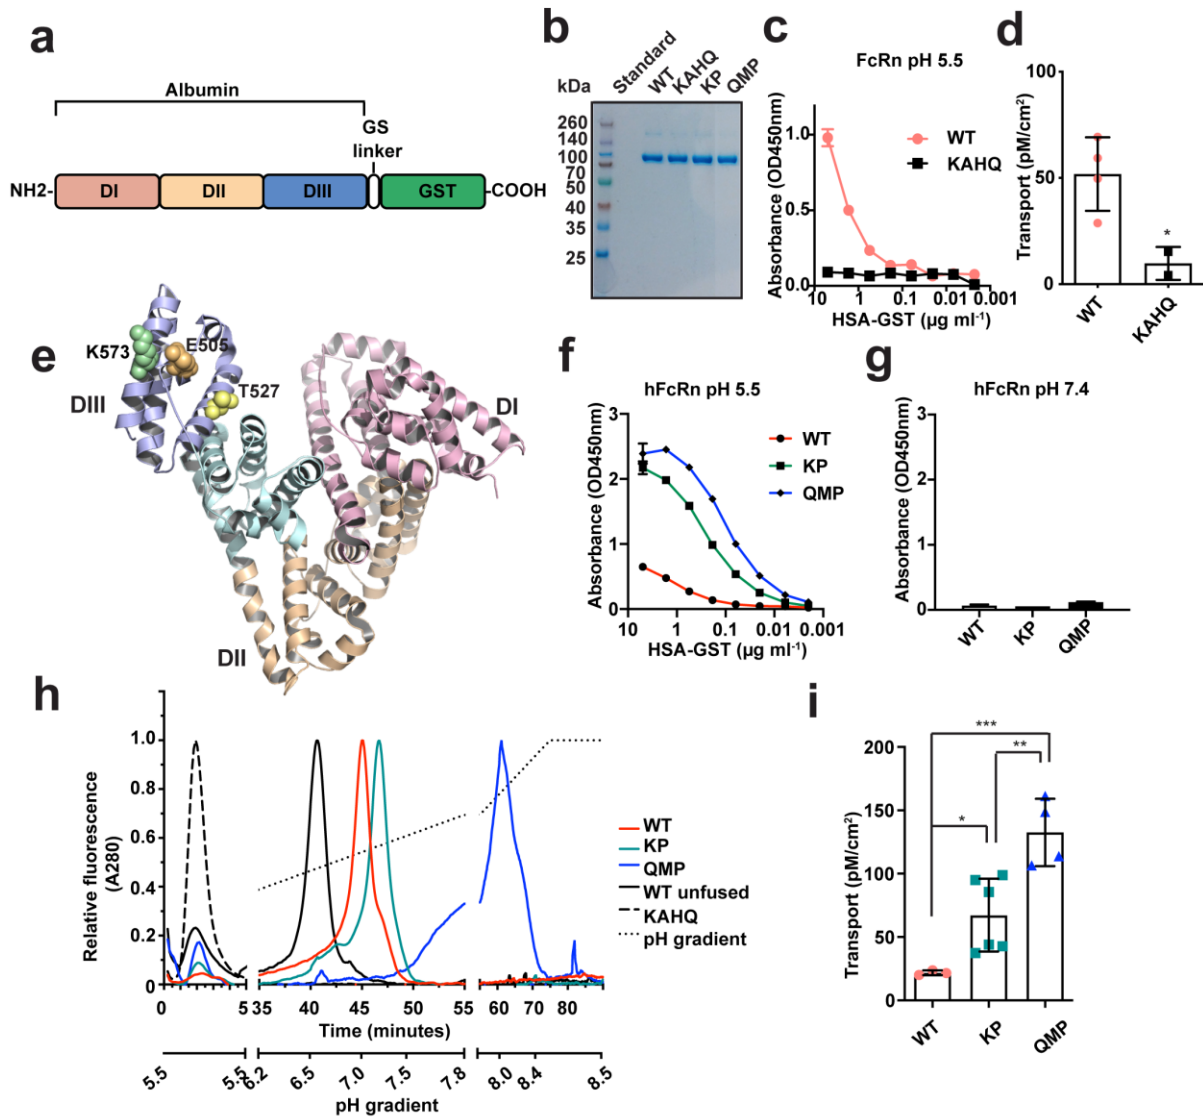 a
Albumin
GS
linker
NH2-
DI
DII
DIII
GST
-COOH
b
kDa
Standard
WT
KAHQ
KP
QMP
260
140
100
70
50
40
35
25
c
FcRn pH 5.5
Absorbance (OD450nm)
1.0
0.5
0.0
10
1
0.1
0.01
0.001
HSA-GST (µg ml⁻¹)
WT
KAHQ
d
Transport (pM/cm²)
100
50
0
*
WT
KAHQ
e
K573
E505
T527
DIII
DI
DII
f
hFcRn pH 5.5
Absorbance (OD450nm)
3
2
1
0
10
1
0.1
0.01
0.001
HSA-GST (µg ml⁻¹)
WT
KP
QMP
g
hFcRn pH 7.4
Absorbance (OD450nm)
3
2
1
0
WT
KP
QMP
h
Relative fluorescence
(A280)
1.0
0.8
0.6
0.4
0.2
0
0
5
35
40
45
50
55
60
70
80
Time (minutes)
5.5
5.5
6.2
6.5
7.0
7.5
7.8
8.0
8.4
8.5
pH gradient
WT
KP
QMP
WT unfused
KAHQ
pH gradient
i
Transport (pM/cm²)
200
150
100
50
0
***
**
*
WT
KP
QMP